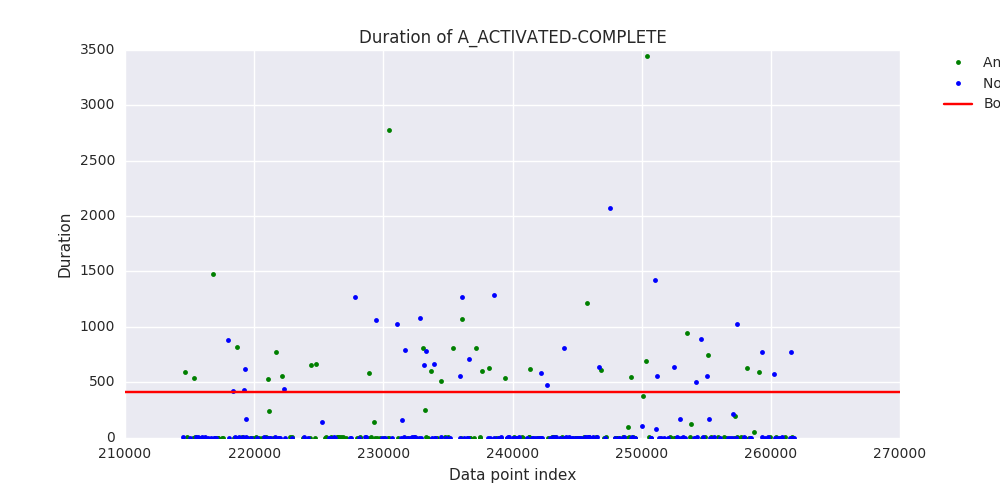 Duration of A_ACTIVATED-COMPLETE
3500
3000
2500
2000
1500
1000
500
0
Duration
210000 220000 230000 240000 250000 260000 270000
Data point index
An
No
Bo